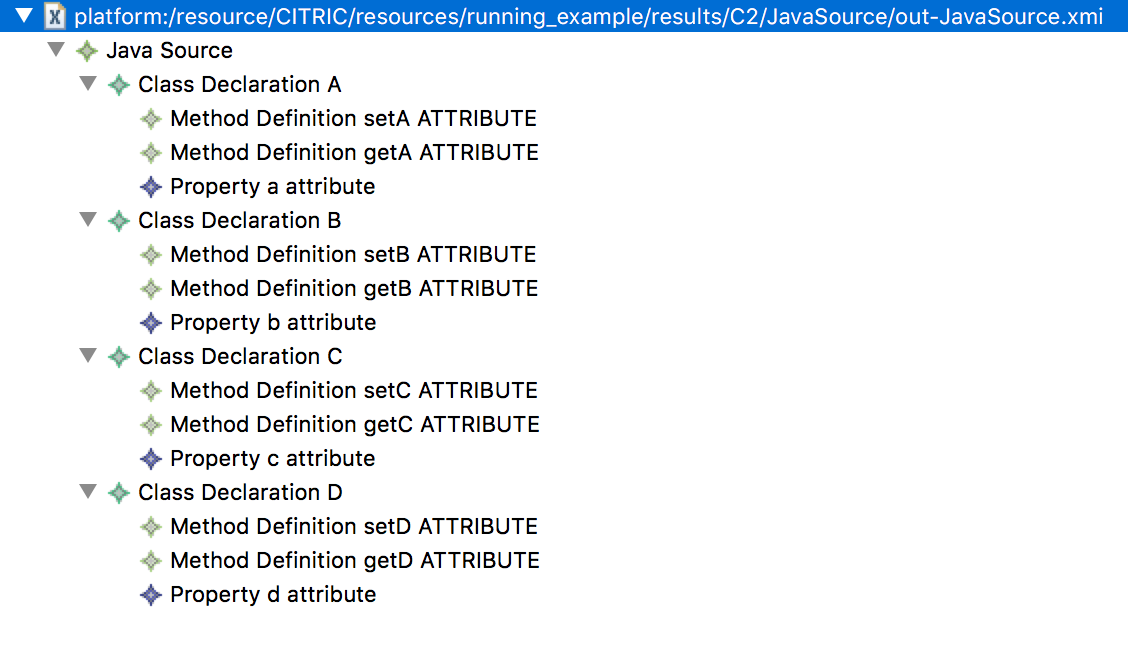 platform:/resource/CITRIC/resources/running_example/results/C2/JavaSource/out-JavaSource.xmi
Java Source
Class Declaration A
Method Definition setA ATTRIBUTE
Method Definition getA ATTRIBUTE
Property a attribute
Class Declaration B
Method Definition setB ATTRIBUTE
Method Definition getB ATTRIBUTE
Property b attribute
Class Declaration C
Method Definition setC ATTRIBUTE
Method Definition getC ATTRIBUTE
Property c attribute
Class Declaration D
Method Definition setD ATTRIBUTE
Method Definition getD ATTRIBUTE
Property d attribute